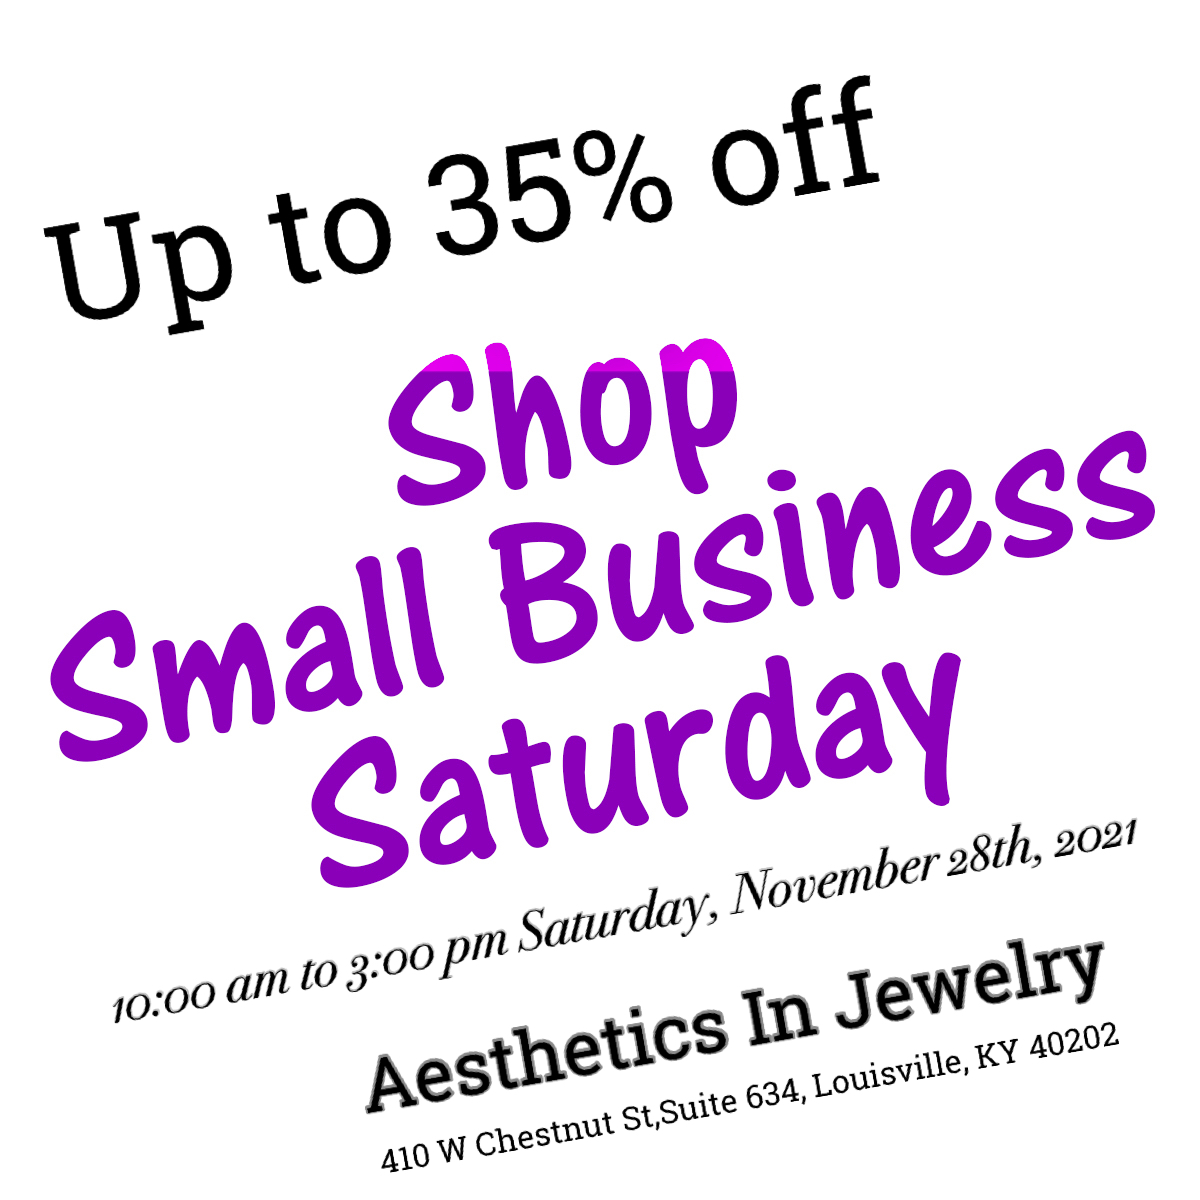 Up to 35% off
Shop
Small Business
Saturday
10:00 am to 3:00 pm Saturday, November 28th, 2021
Aesthetics In Jewelry
410 W Chestnut St,Suite 634, Louisville, KY 40202